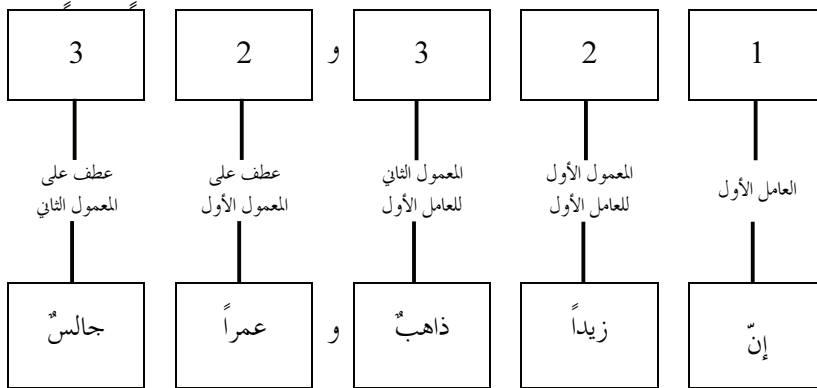 1 2 3 و 2 3
العامل الأول
المعمول الأول
للعامل الأول
المعمول الثاني
للعامل الأول
عطف على
المعمول الأول
عطف على
المعمول الثاني
إنّ زيداً ذاهبٌ و عمراً جالسٌ